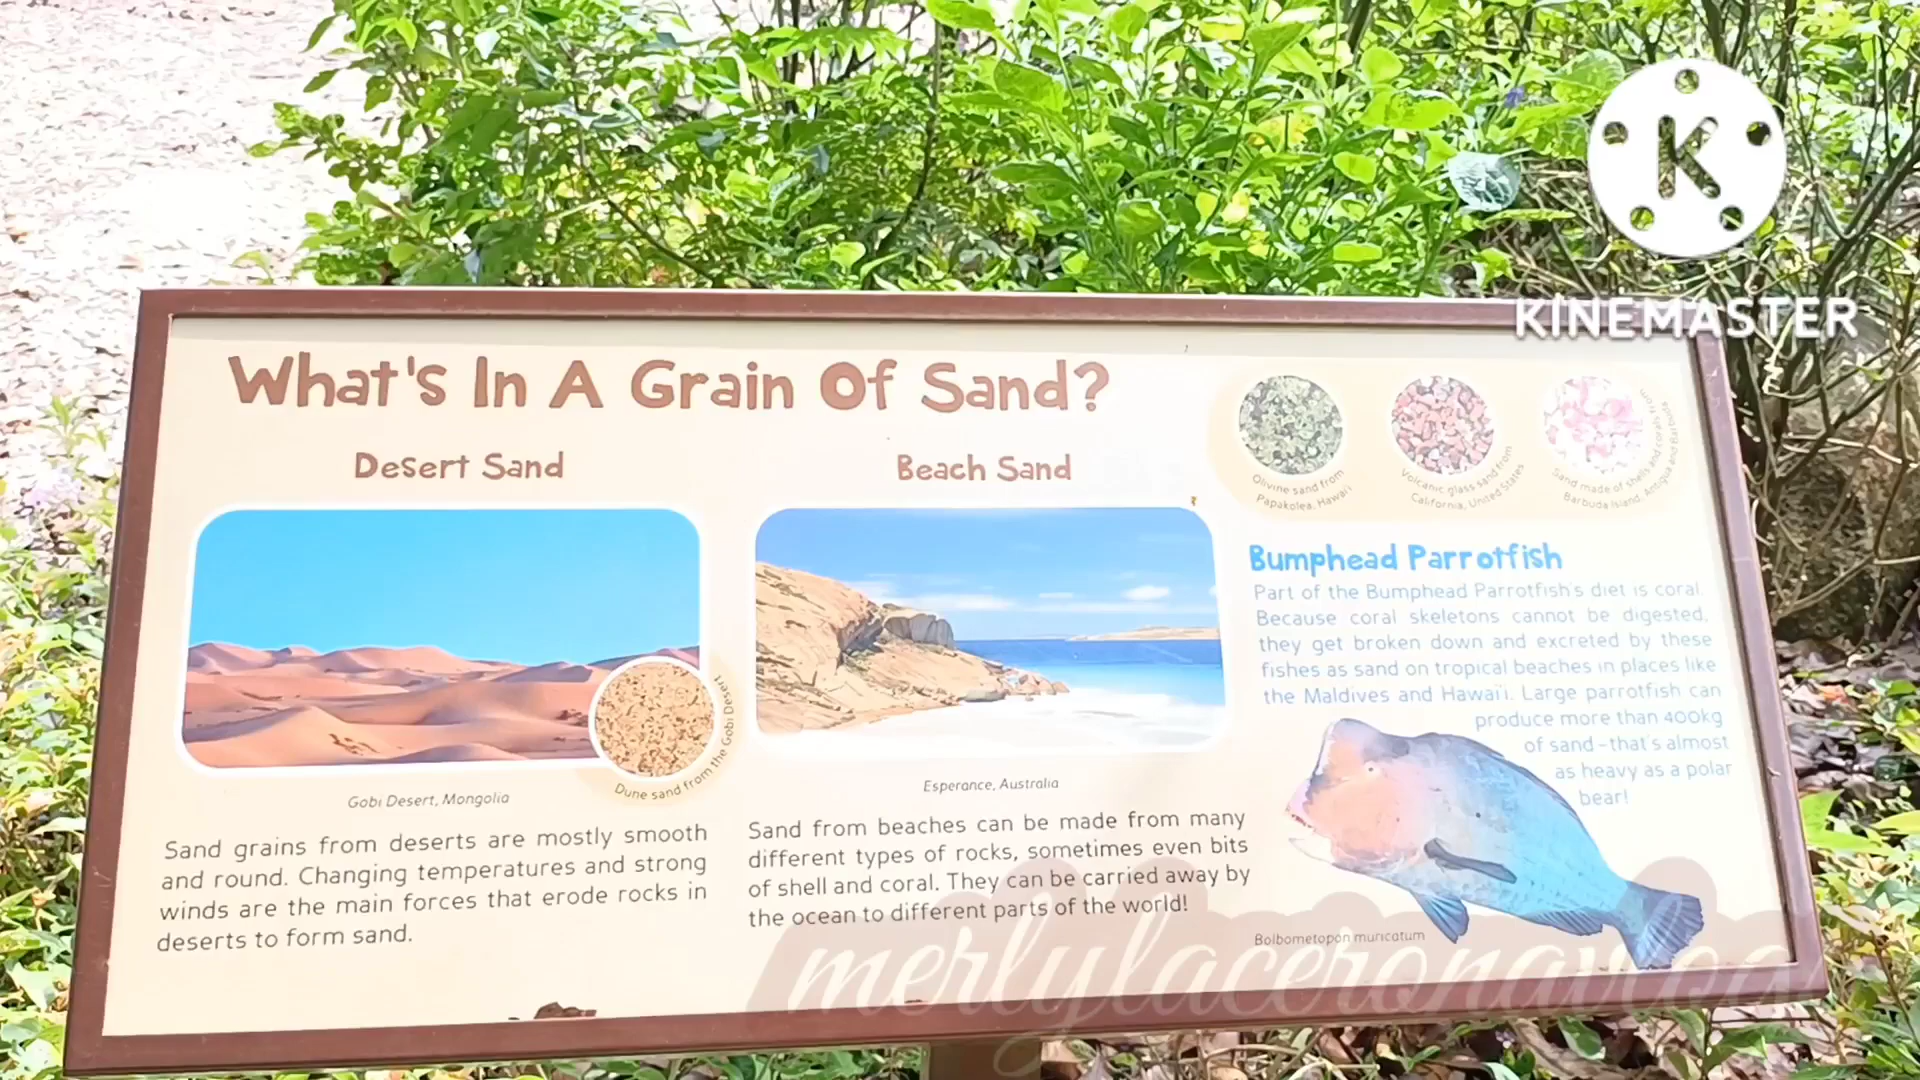 K
KINEMASTER
What's In A Grain Of Sand?
Desert Sand
Gobi Desert, Mongolia
Dune sand from the Gobi Desert
Sand grains from deserts are mostly smooth
and round. Changing temperatures and strong
winds are the main forces that erode rocks in
deserts to form sand.
Beach Sand
Esperance, Australia
Sand from beaches can be made from many
different types of rocks, sometimes even bits
of shell and coral. They can be carried away by
the ocean to different parts of the world!
Olivine sand from
Papakolea, Hawai'i
Volcanic glass sand from
California, United States
Sand made of shells and corals from
Barbuda Island, Antigua and Barbuda
Bumphead Parrotfish
Part of the Bumphead Parrotfish's diet is coral.
Because coral skeletons cannot be digested,
they get broken down and excreted by these
fishes as sand on tropical beaches in places like
the Maldives and Hawai'i. Large parrotfish can
produce more than 400kg
of sand - that's almost
as heavy as a polar
bear!
Bolbometopon muricatum
merlylaceronavlog